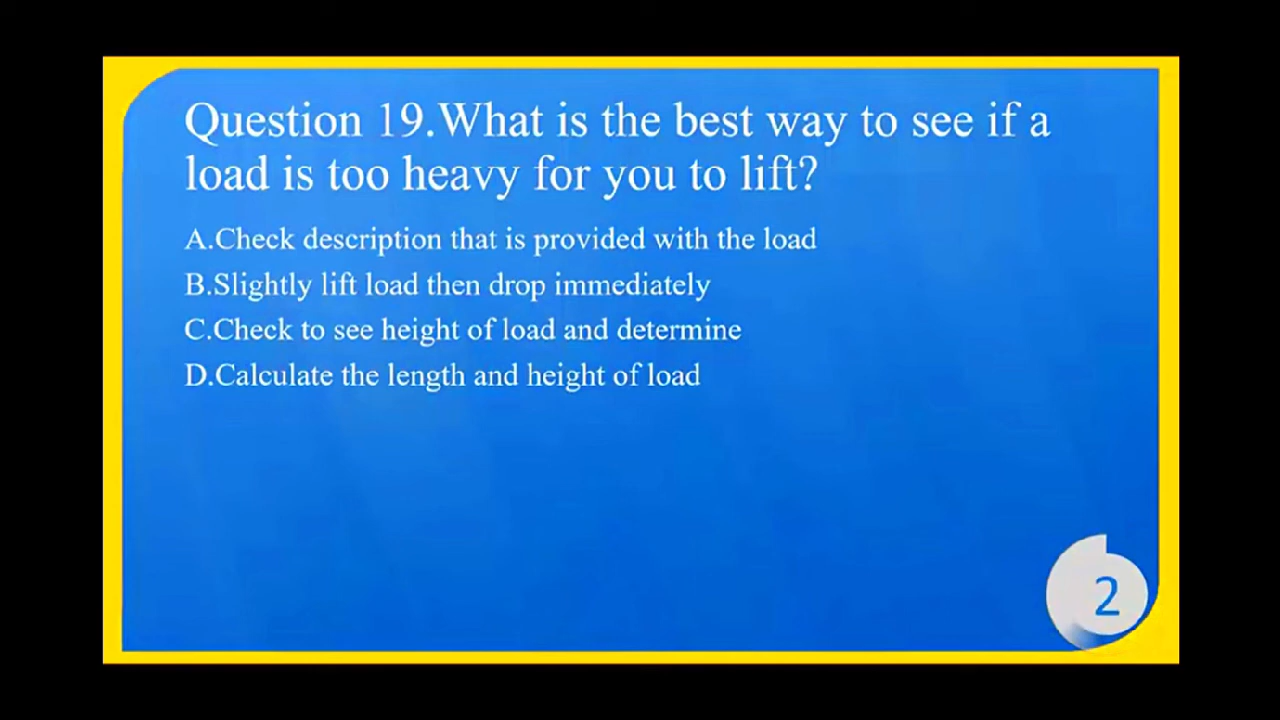 Question 19.What is the best way to see if a
load is too heavy for you to lift?
A.Check description that is provided with the load
B.Slightly lift load then drop immediately
C.Check to see height of load and determine
D.Calculate the length and height of load
2